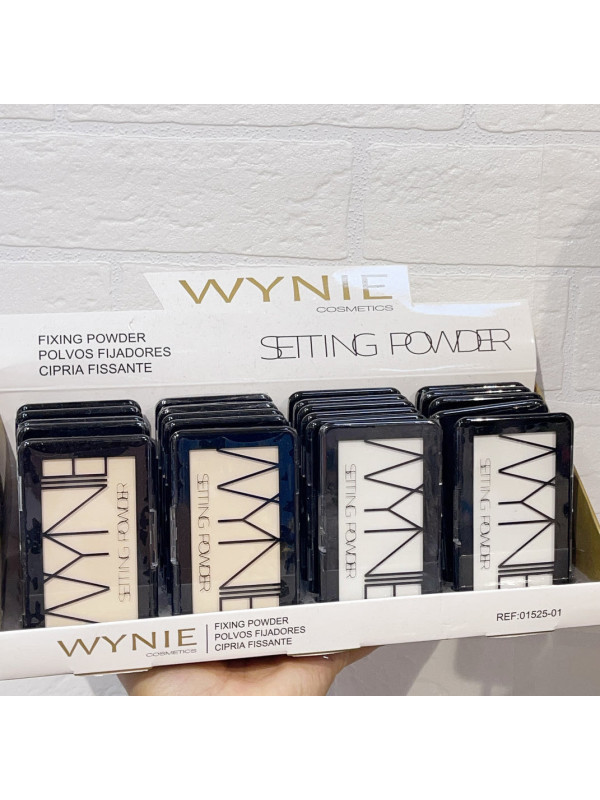 WYNIE
COSMETICS
FIXING POWDER
POLVOS FIJADORES
CIPRIA FISSANTE
SETTING POWDER
WYNIE
SETTING POWDER
WYNIE
SETTING POWDER
WYNIE
SETTING POWDER
WYNIE
SETTING POWDER
WYNIE
COSMETICS
FIXING POWDER
POLVOS FIJADORES
CIPRIA FISSANTE
REF:01525-01